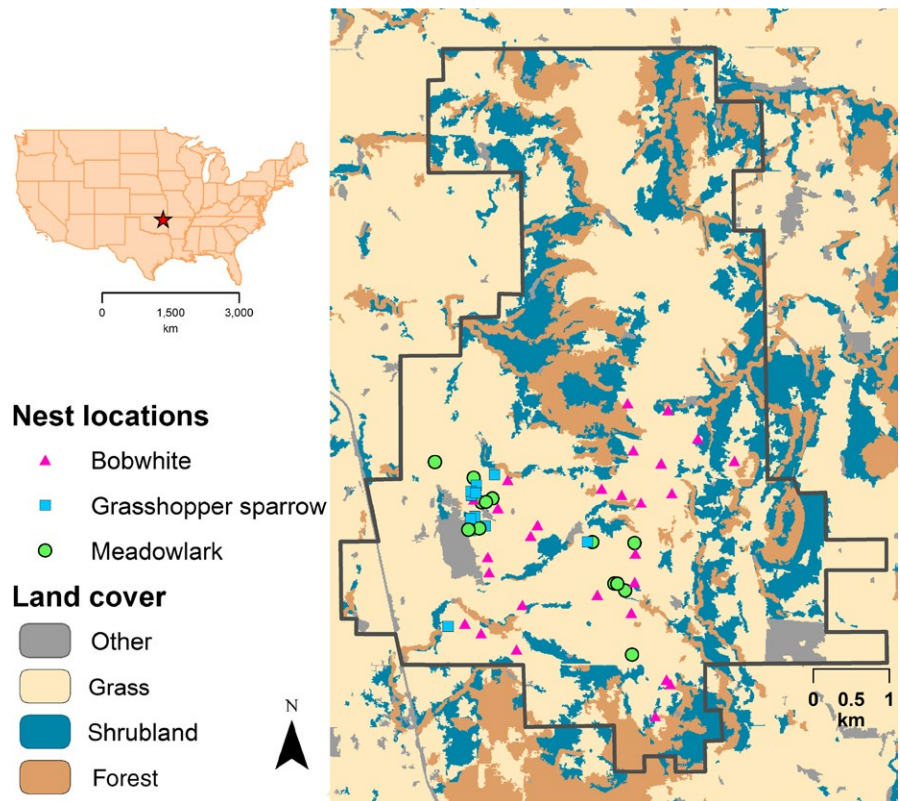 0 1,500 3,000
km
Nest locations
Bobwhite
Grasshopper sparrow
Meadowlark
Land cover
Other
Grass
Shrubland
Forest
N
0 0.5 1
km